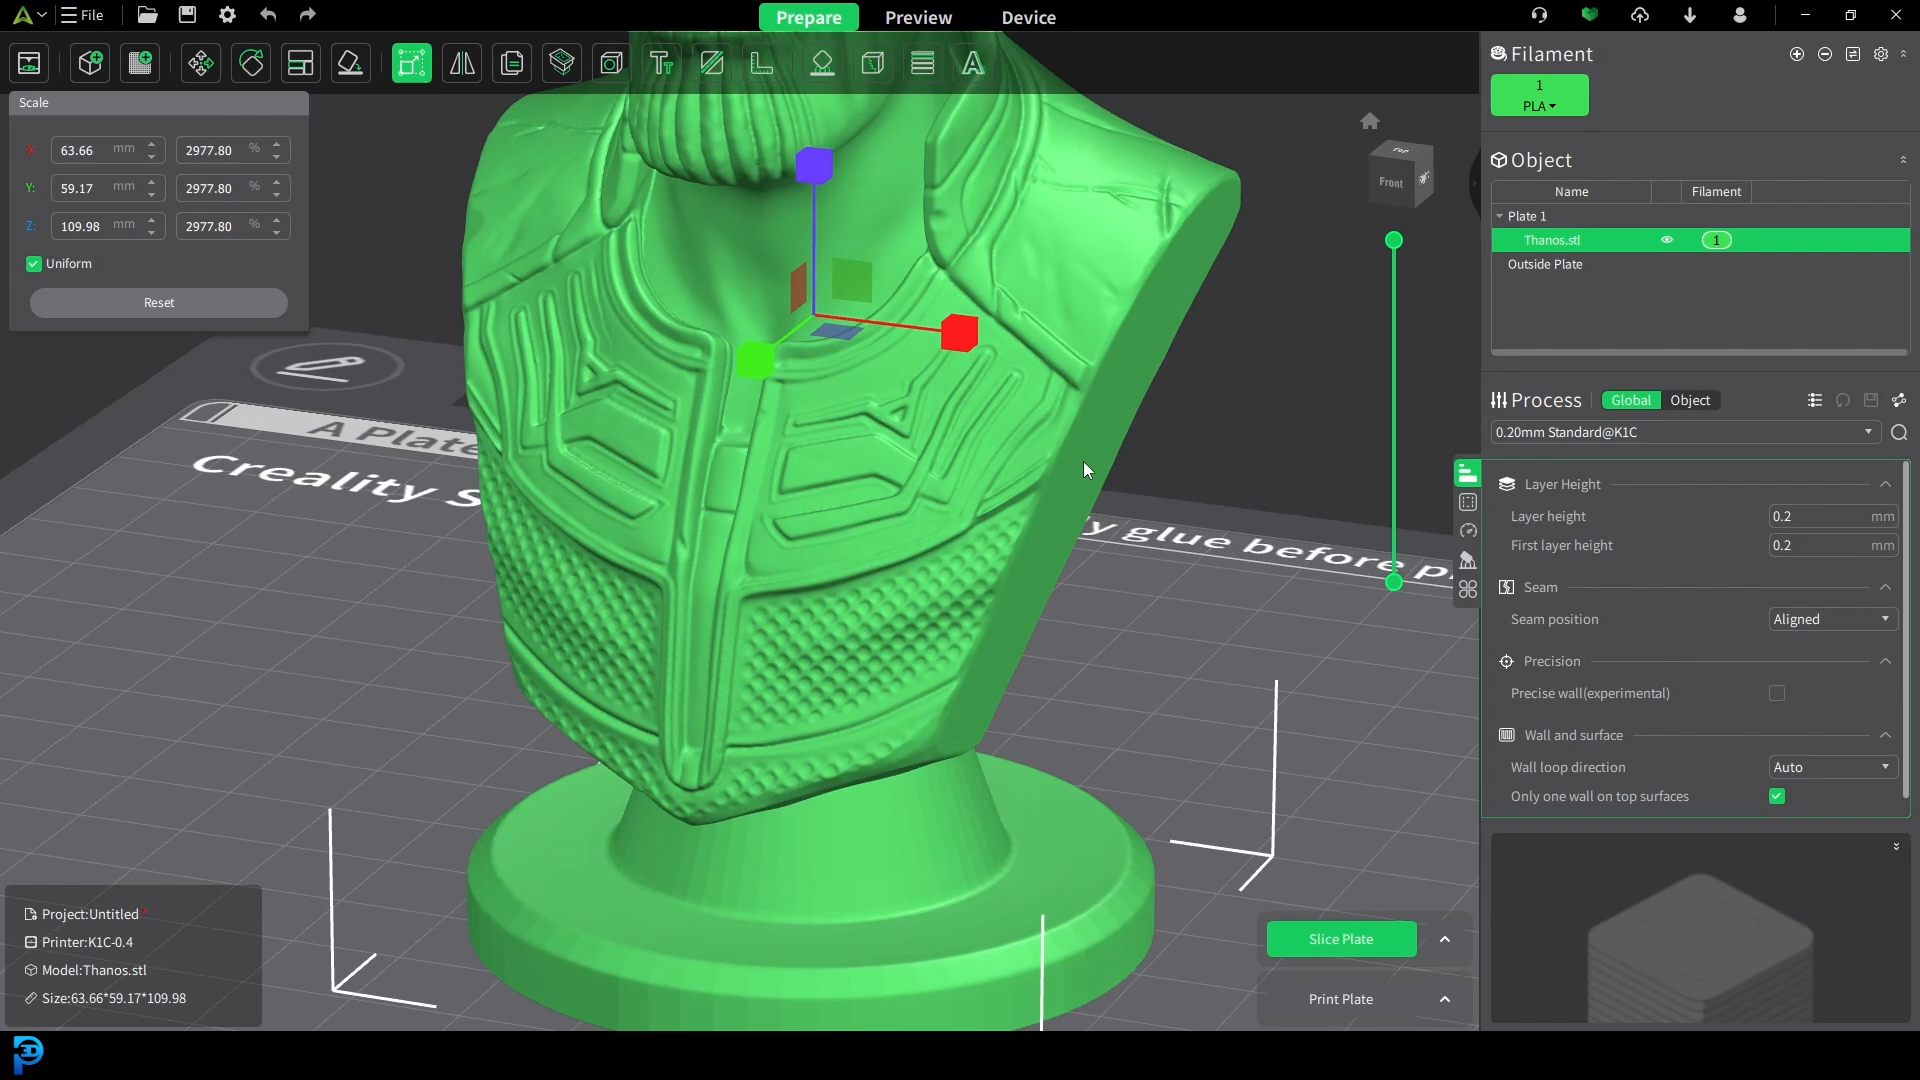 File
Prepare
Preview
Device
Scale
X: 63.66 mm 2977.80 %
Y: 59.17 mm 2977.80 %
Z: 109.98 mm 2977.80 %
Uniform
Reset
A Plate
Creality S
y glue before p
Top
Front
Project:Untitled*
Printer:K1C-0.4
Model:Thanos.stl
Size:63.66*59.17*109.98
Slice Plate
Print Plate
Filament
1
PLA
Object
Name Filament
Plate 1
Thanos.stl 1
Outside Plate
Process Global Object
0.20mm Standard@K1C
Layer Height
Layer height 0.2 mm
First layer height 0.2 mm
Seam
Seam position Aligned
Precision
Precise wall(experimental)
Wall and surface
Wall loop direction Auto
Only one wall on top surfaces